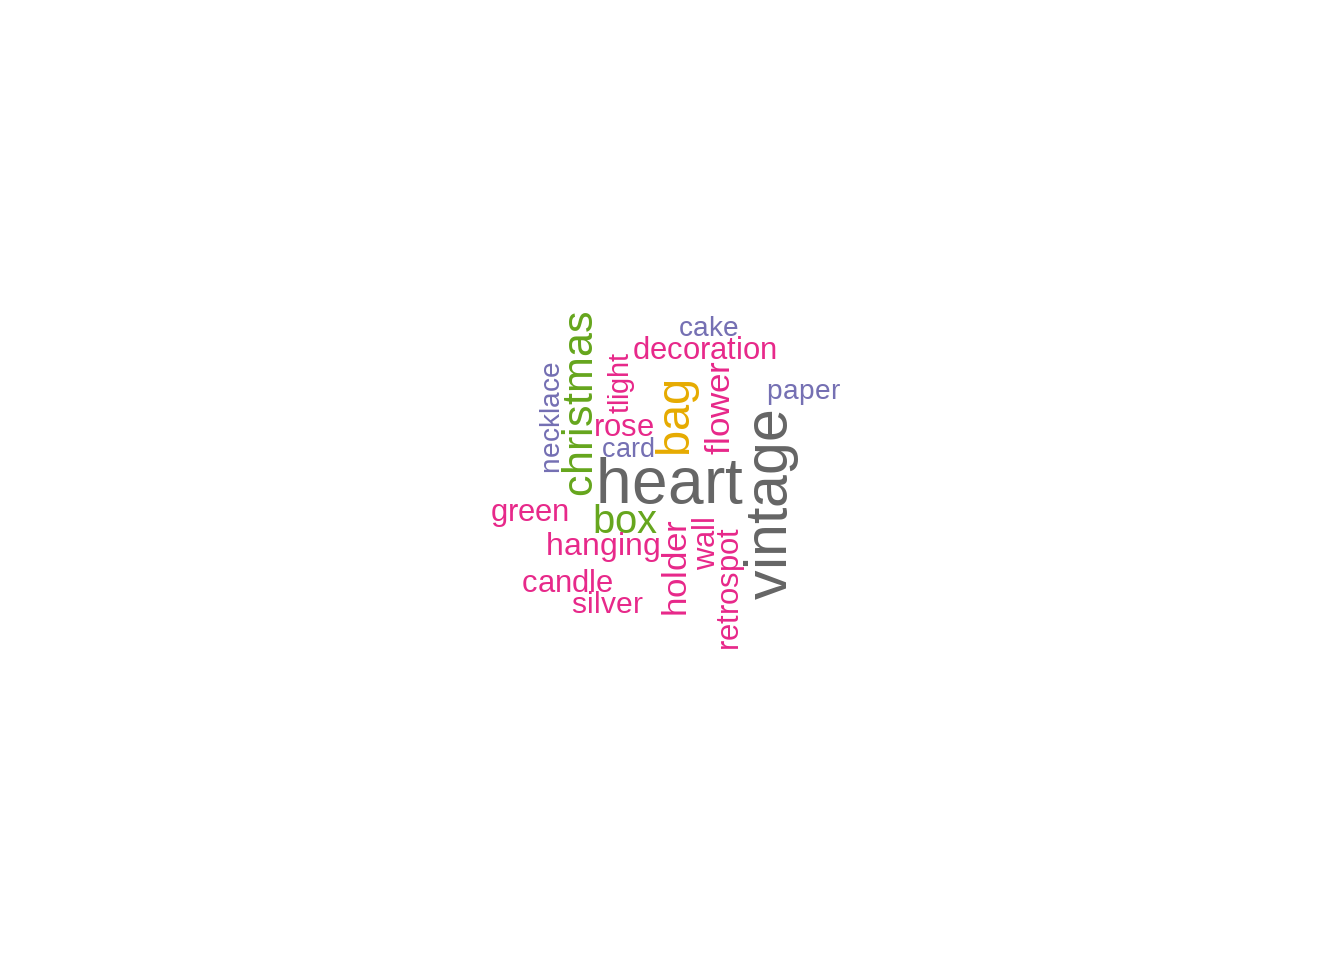 cake
decoration
christmas
tlight
necklace
flower
paper
bag
rose
vintage
card
heart
green
box
hanging
wall
holder
retrospot
candle
silver